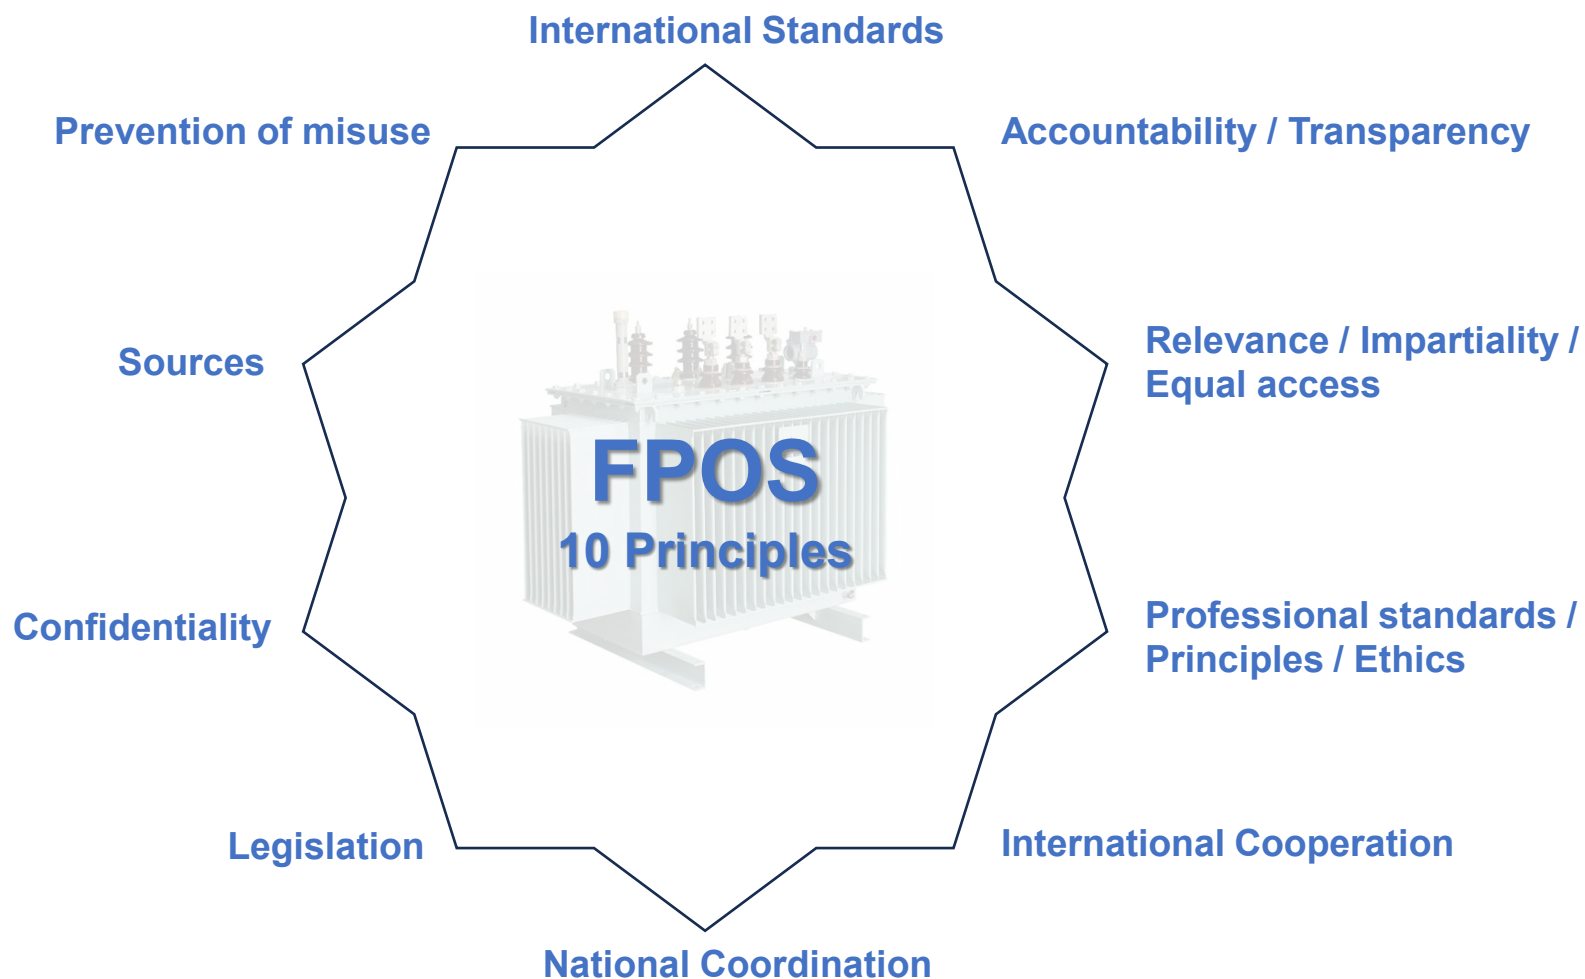 International Standards
Prevention of misuse
Accountability / Transparency
Sources
Relevance / Impartiality /
Equal access
FPOS
10 Principles
Confidentiality
Professional standards /
Principles / Ethics
Legislation
International Cooperation
National Coordination